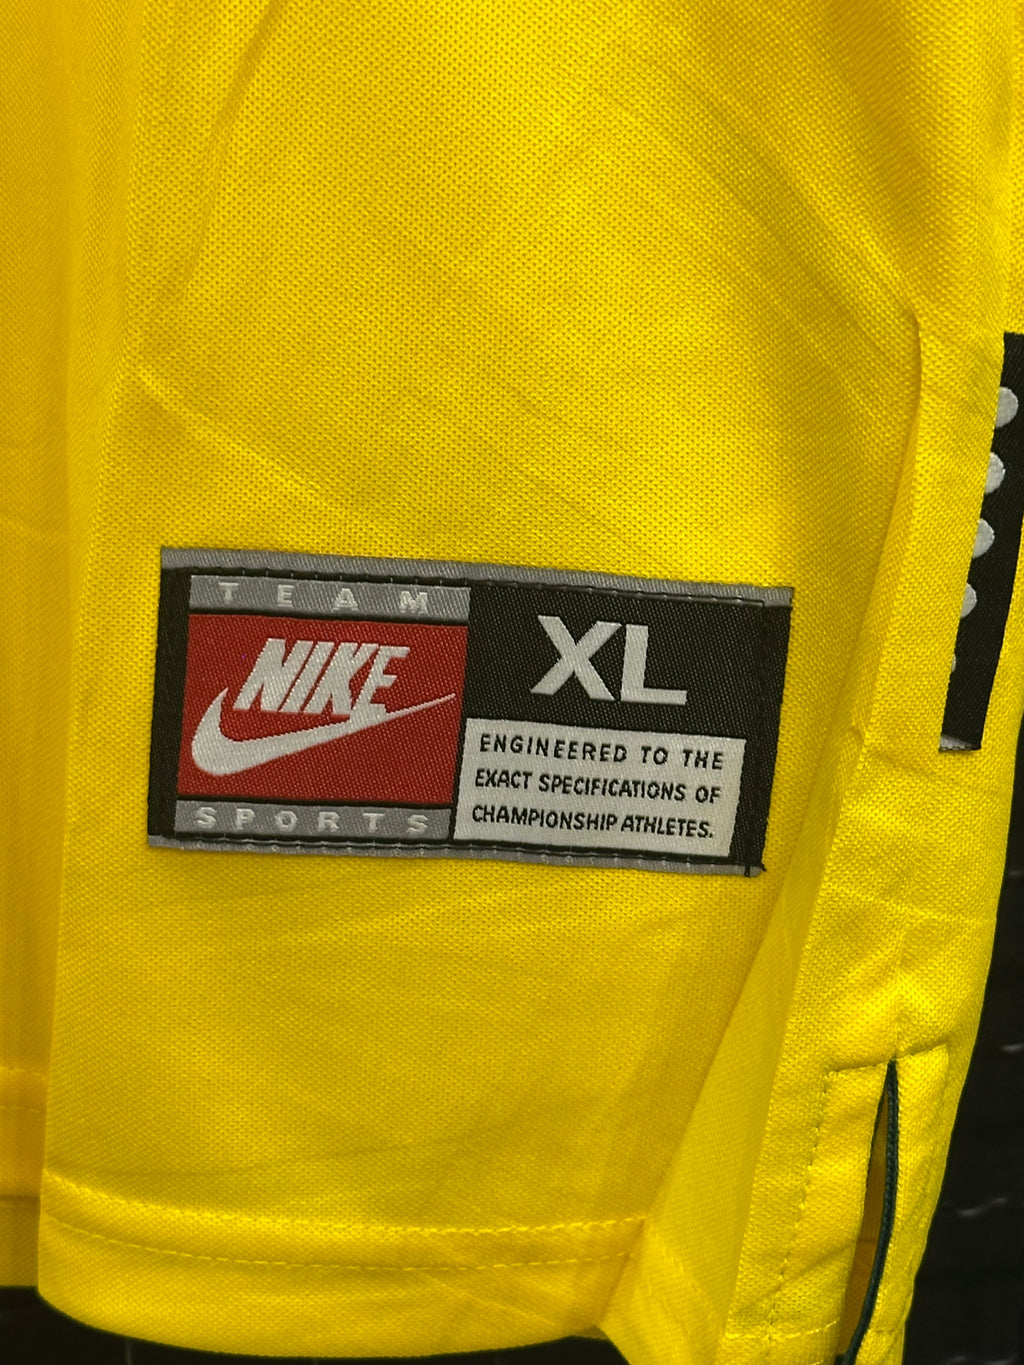 TEAM
NIKE
SPORTS
XL
ENGINEERED TO THE
EXACT SPECIFICATIONS OF
CHAMPIONSHIP ATHLETES.